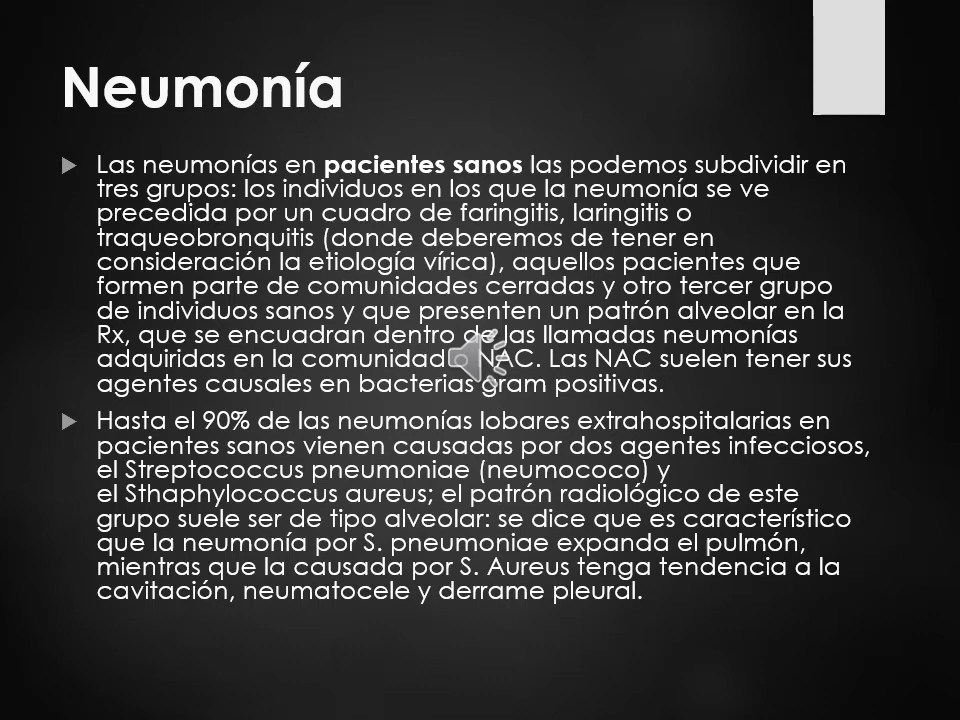 Neumonía
Las neumonías en pacientes sanos las podemos subdividir en
tres grupos: los individuos en los que la neumonía se ve
precedida por un cuadro de faringitis, laringitis o
traqueobronquitis (donde deberemos de tener en
consideración la etiología vírica), aquellos pacientes que
formen parte de comunidades cerradas y otro tercer grupo
de individuos sanos y que presenten un patrón alveolar en la
Rx, que se encuadran dentro de las llamadas neumonías
adquiridas en la comunidad o NAC. Las NAC suelen tener sus
agentes causales en bacterias gram positivas.
Hasta el 90% de las neumonías lobares extrahospitalarias en
pacientes sanos vienen causadas por dos agentes infecciosos,
el Streptococcus pneumoniae (neumococo) y
el Sthaphylococcus aureus; el patrón radiológico de este
grupo suele ser de tipo alveolar: se dice que es característico
que la neumonía por S. pneumoniae expanda el pulmón,
mientras que la causada por S. Aureus tenga tendencia a la
cavitación, neumatocele y derrame pleural.